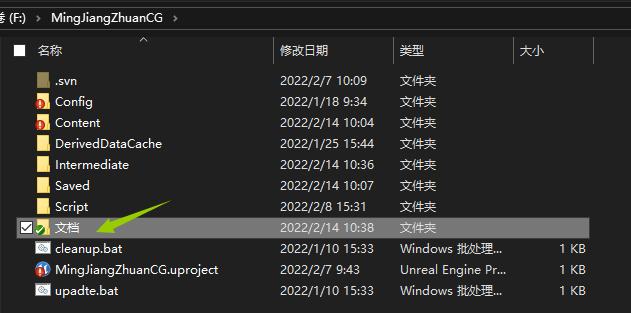 (F:) › MingJiangZhuanCG ›
名称 修改日期 类型 大小
.svn 2022/2/7 10:09 文件夹
Config 2022/1/18 9:34 文件夹
Content 2022/2/14 10:04 文件夹
DerivedDataCache 2022/1/25 15:44 文件夹
Intermediate 2022/2/14 10:36 文件夹
Saved 2022/2/14 10:07 文件夹
Script 2022/2/8 15:31 文件夹
文档 2022/2/14 10:38 文件夹
cleanup.bat 2022/1/10 15:33 Windows 批处理... 1 KB
MingJiangZhuanCG.uproject 2022/2/7 9:43 Unreal Engine Pr... 1 KB
upadte.bat 2022/1/10 15:33 Windows 批处理... 1 KB